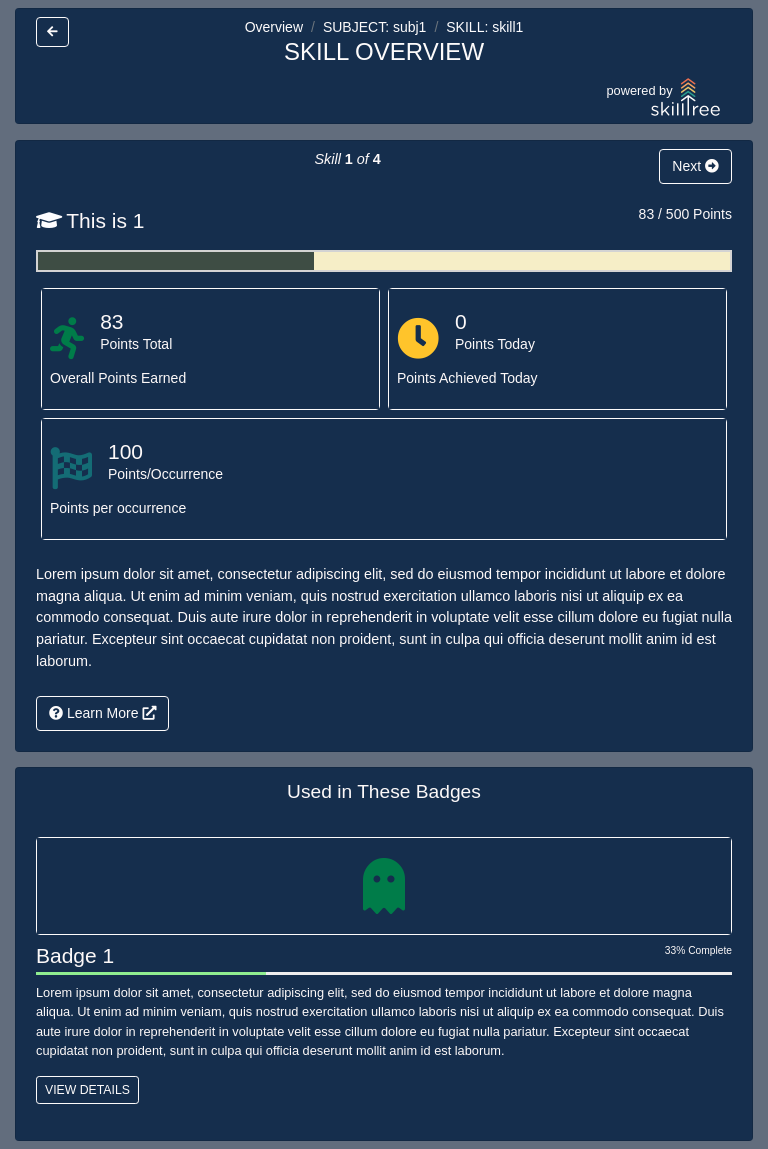 Overview / SUBJECT: subj1 / SKILL: skill1
SKILL OVERVIEW
powered by
skilltree
Skill 1 of 4
Next
This is 1
83 / 500 Points
83
Points Total
Overall Points Earned
0
Points Today
Points Achieved Today
100
Points/Occurrence
Points per occurrence
Lorem ipsum dolor sit amet, consectetur adipiscing elit, sed do eiusmod tempor incididunt ut labore et dolore
magna aliqua. Ut enim ad minim veniam, quis nostrud exercitation ullamco laboris nisi ut aliquip ex ea
commodo consequat. Duis aute irure dolor in reprehenderit in voluptate velit esse cillum dolore eu fugiat nulla
pariatur. Excepteur sint occaecat cupidatat non proident, sunt in culpa qui officia deserunt mollit anim id est
laborum.
Learn More
Used in These Badges
Badge 1
33% Complete
Lorem ipsum dolor sit amet, consectetur adipiscing elit, sed do eiusmod tempor incididunt ut labore et dolore magna
aliqua. Ut enim ad minim veniam, quis nostrud exercitation ullamco laboris nisi ut aliquip ex ea commodo consequat. Duis
aute irure dolor in reprehenderit in voluptate velit esse cillum dolore eu fugiat nulla pariatur. Excepteur sint occaecat
cupidatat non proident, sunt in culpa qui officia deserunt mollit anim id est laborum.
VIEW DETAILS